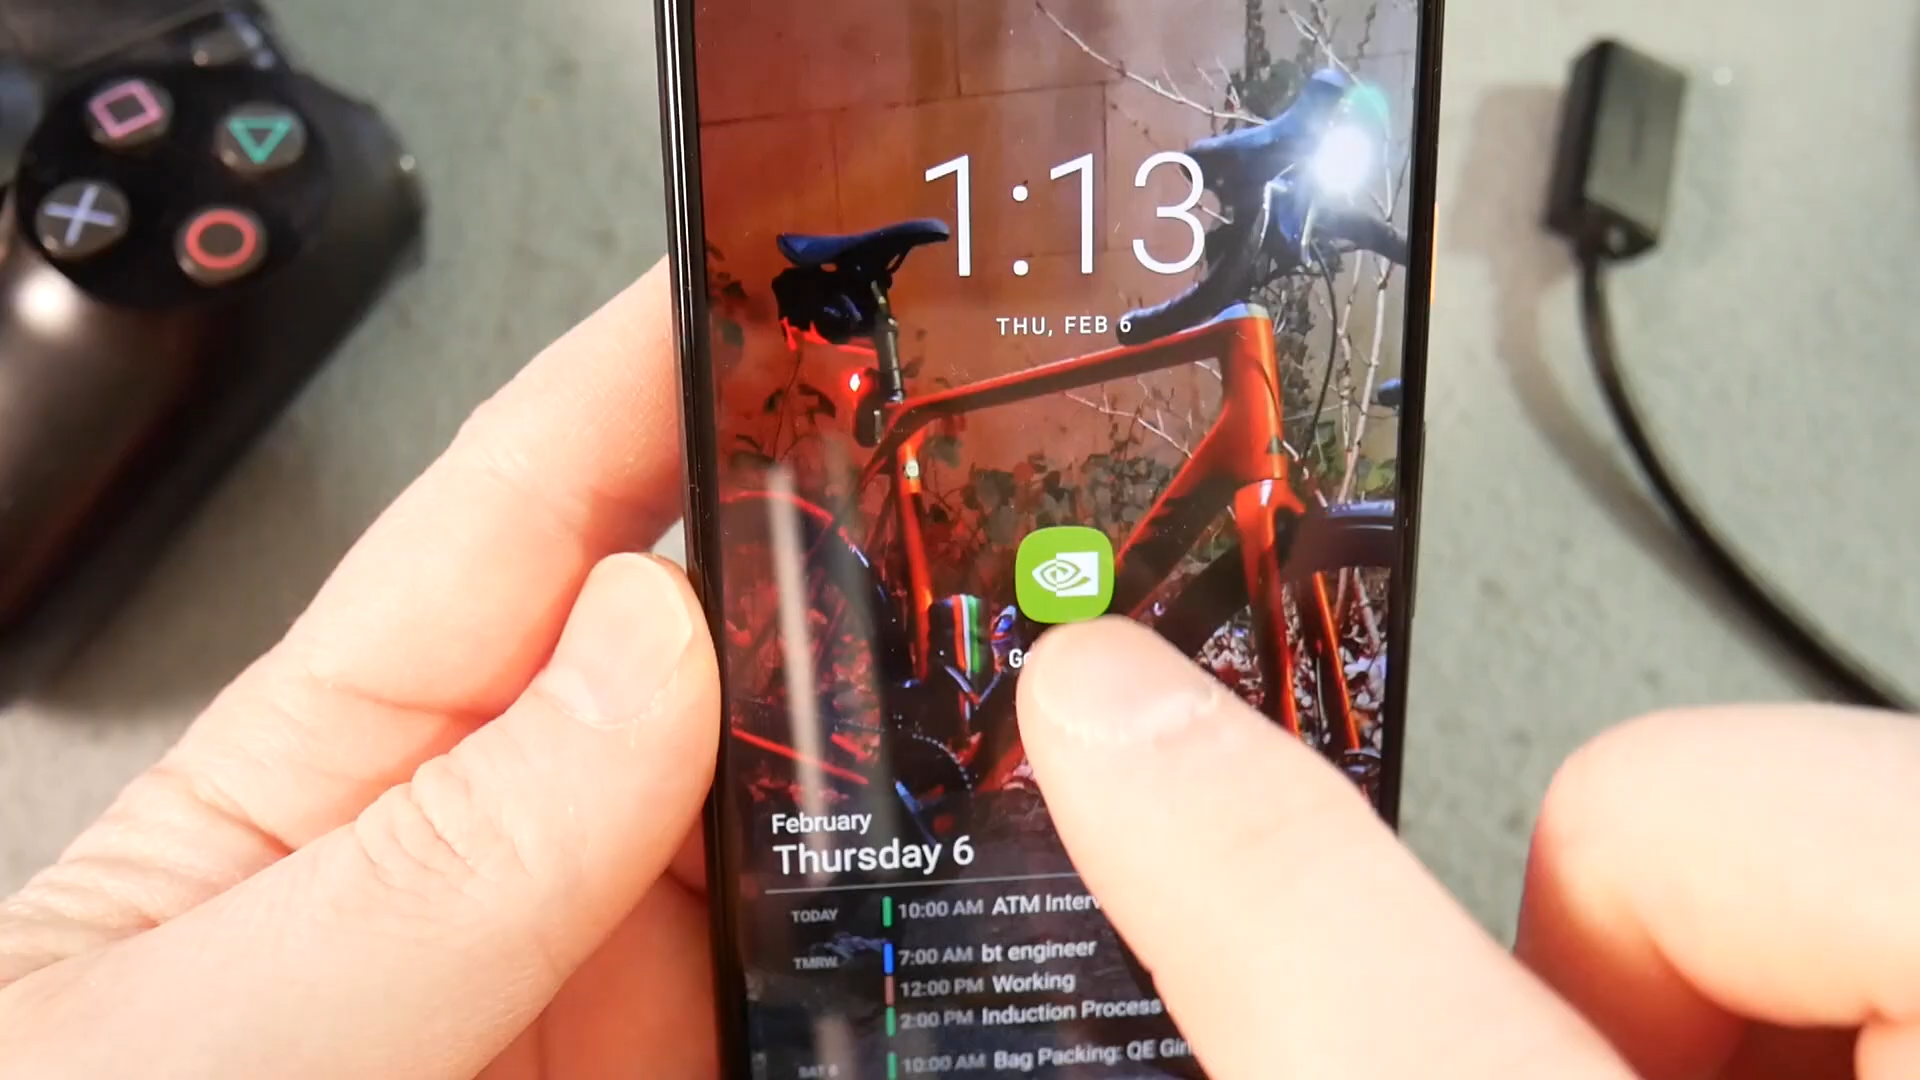 1:13
THU, FEB 6
February
Thursday 6
TODAY 10:00 AM ATM
TMRW 7:00 AM bt engineer
12:00 PM Working
2:00 PM Induction Process
10:00 AM Bag Packing: QE